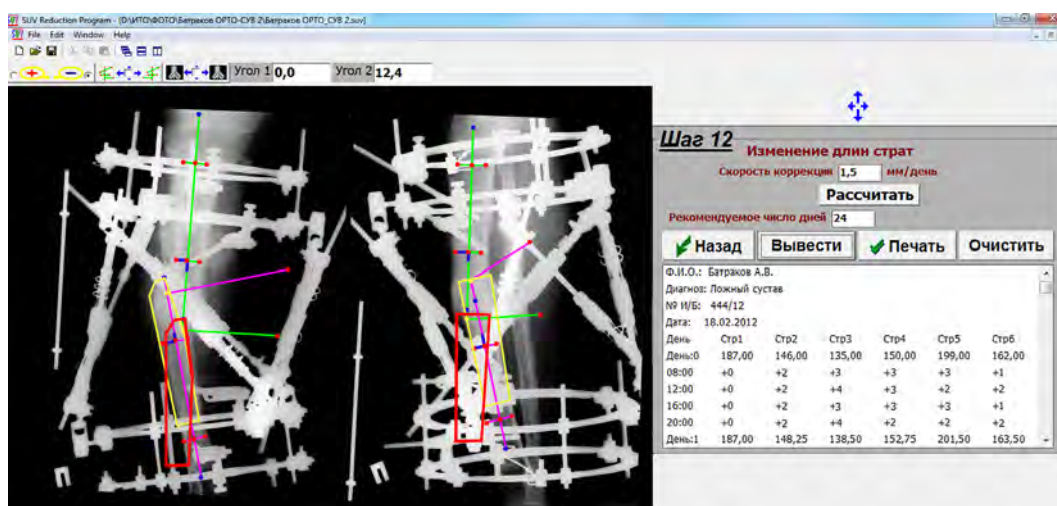 SUV Reduction Program - [D:\ИТО\ФОТО\Батраков ОРТО-СУВ 2\Батраков ОРТО_СУВ 2.suv]
File Edit Window Help
Угол 1 0,0 Угол 2 12,4
Шаг 12
Изменение длин страт
Скорость коррекции 1,5 мм/день
Рассчитать
Рекомендуемое число дней 24
Назад Вывести Печать Очистить
Ф.И.О.: Батраков А.В.
Диагноз: Ложный сустав
№ И/Б: 444/12
Дата: 18.02.2012
День Стр1 Стр2 Стр3 Стр4 Стр5 Стр6
День:0 187,00 146,00 135,00 150,00 199,00 162,00
08:00 +0 +2 +3 +3 +3 +1
12:00 +0 +2 +4 +3 +2 +2
16:00 +0 +2 +3 +3 +3 +1
20:00 +0 +2 +4 +2 +2 +2
День:1 187,00 148,25 138,50 152,75 201,50 163,50